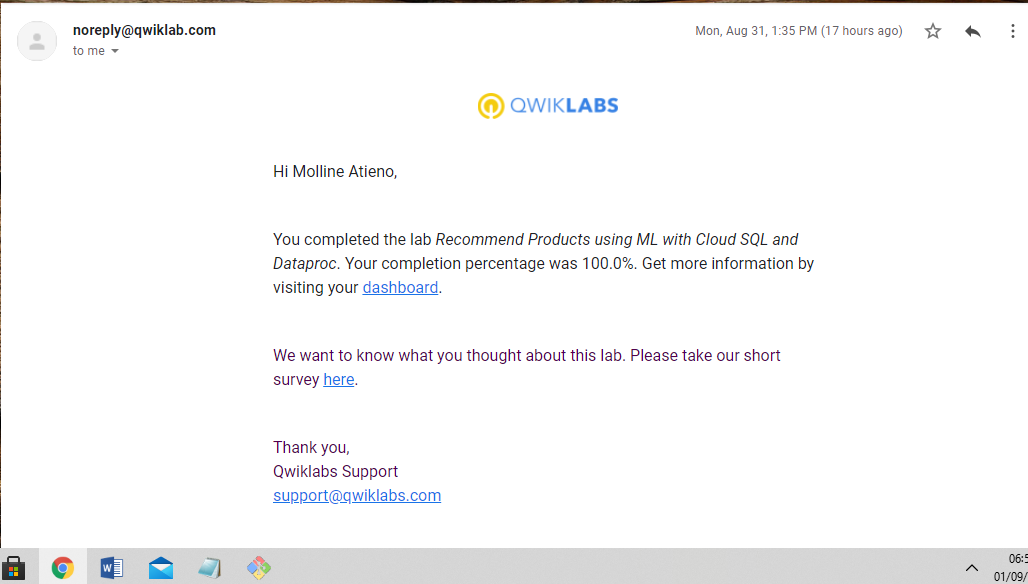 noreply@qwiklab.com
Mon, Aug 31, 1:35 PM (17 hours ago)
to me
QWIKLABS
Hi Molline Atieno,
You completed the lab Recommend Products using ML with Cloud SQL and
Dataproc. Your completion percentage was 100.0%. Get more information by
visiting your dashboard.
We want to know what you thought about this lab. Please take our short
survey here.
Thank you,
Qwiklabs Support
support@qwiklabs.com
W
06:5
01/09/